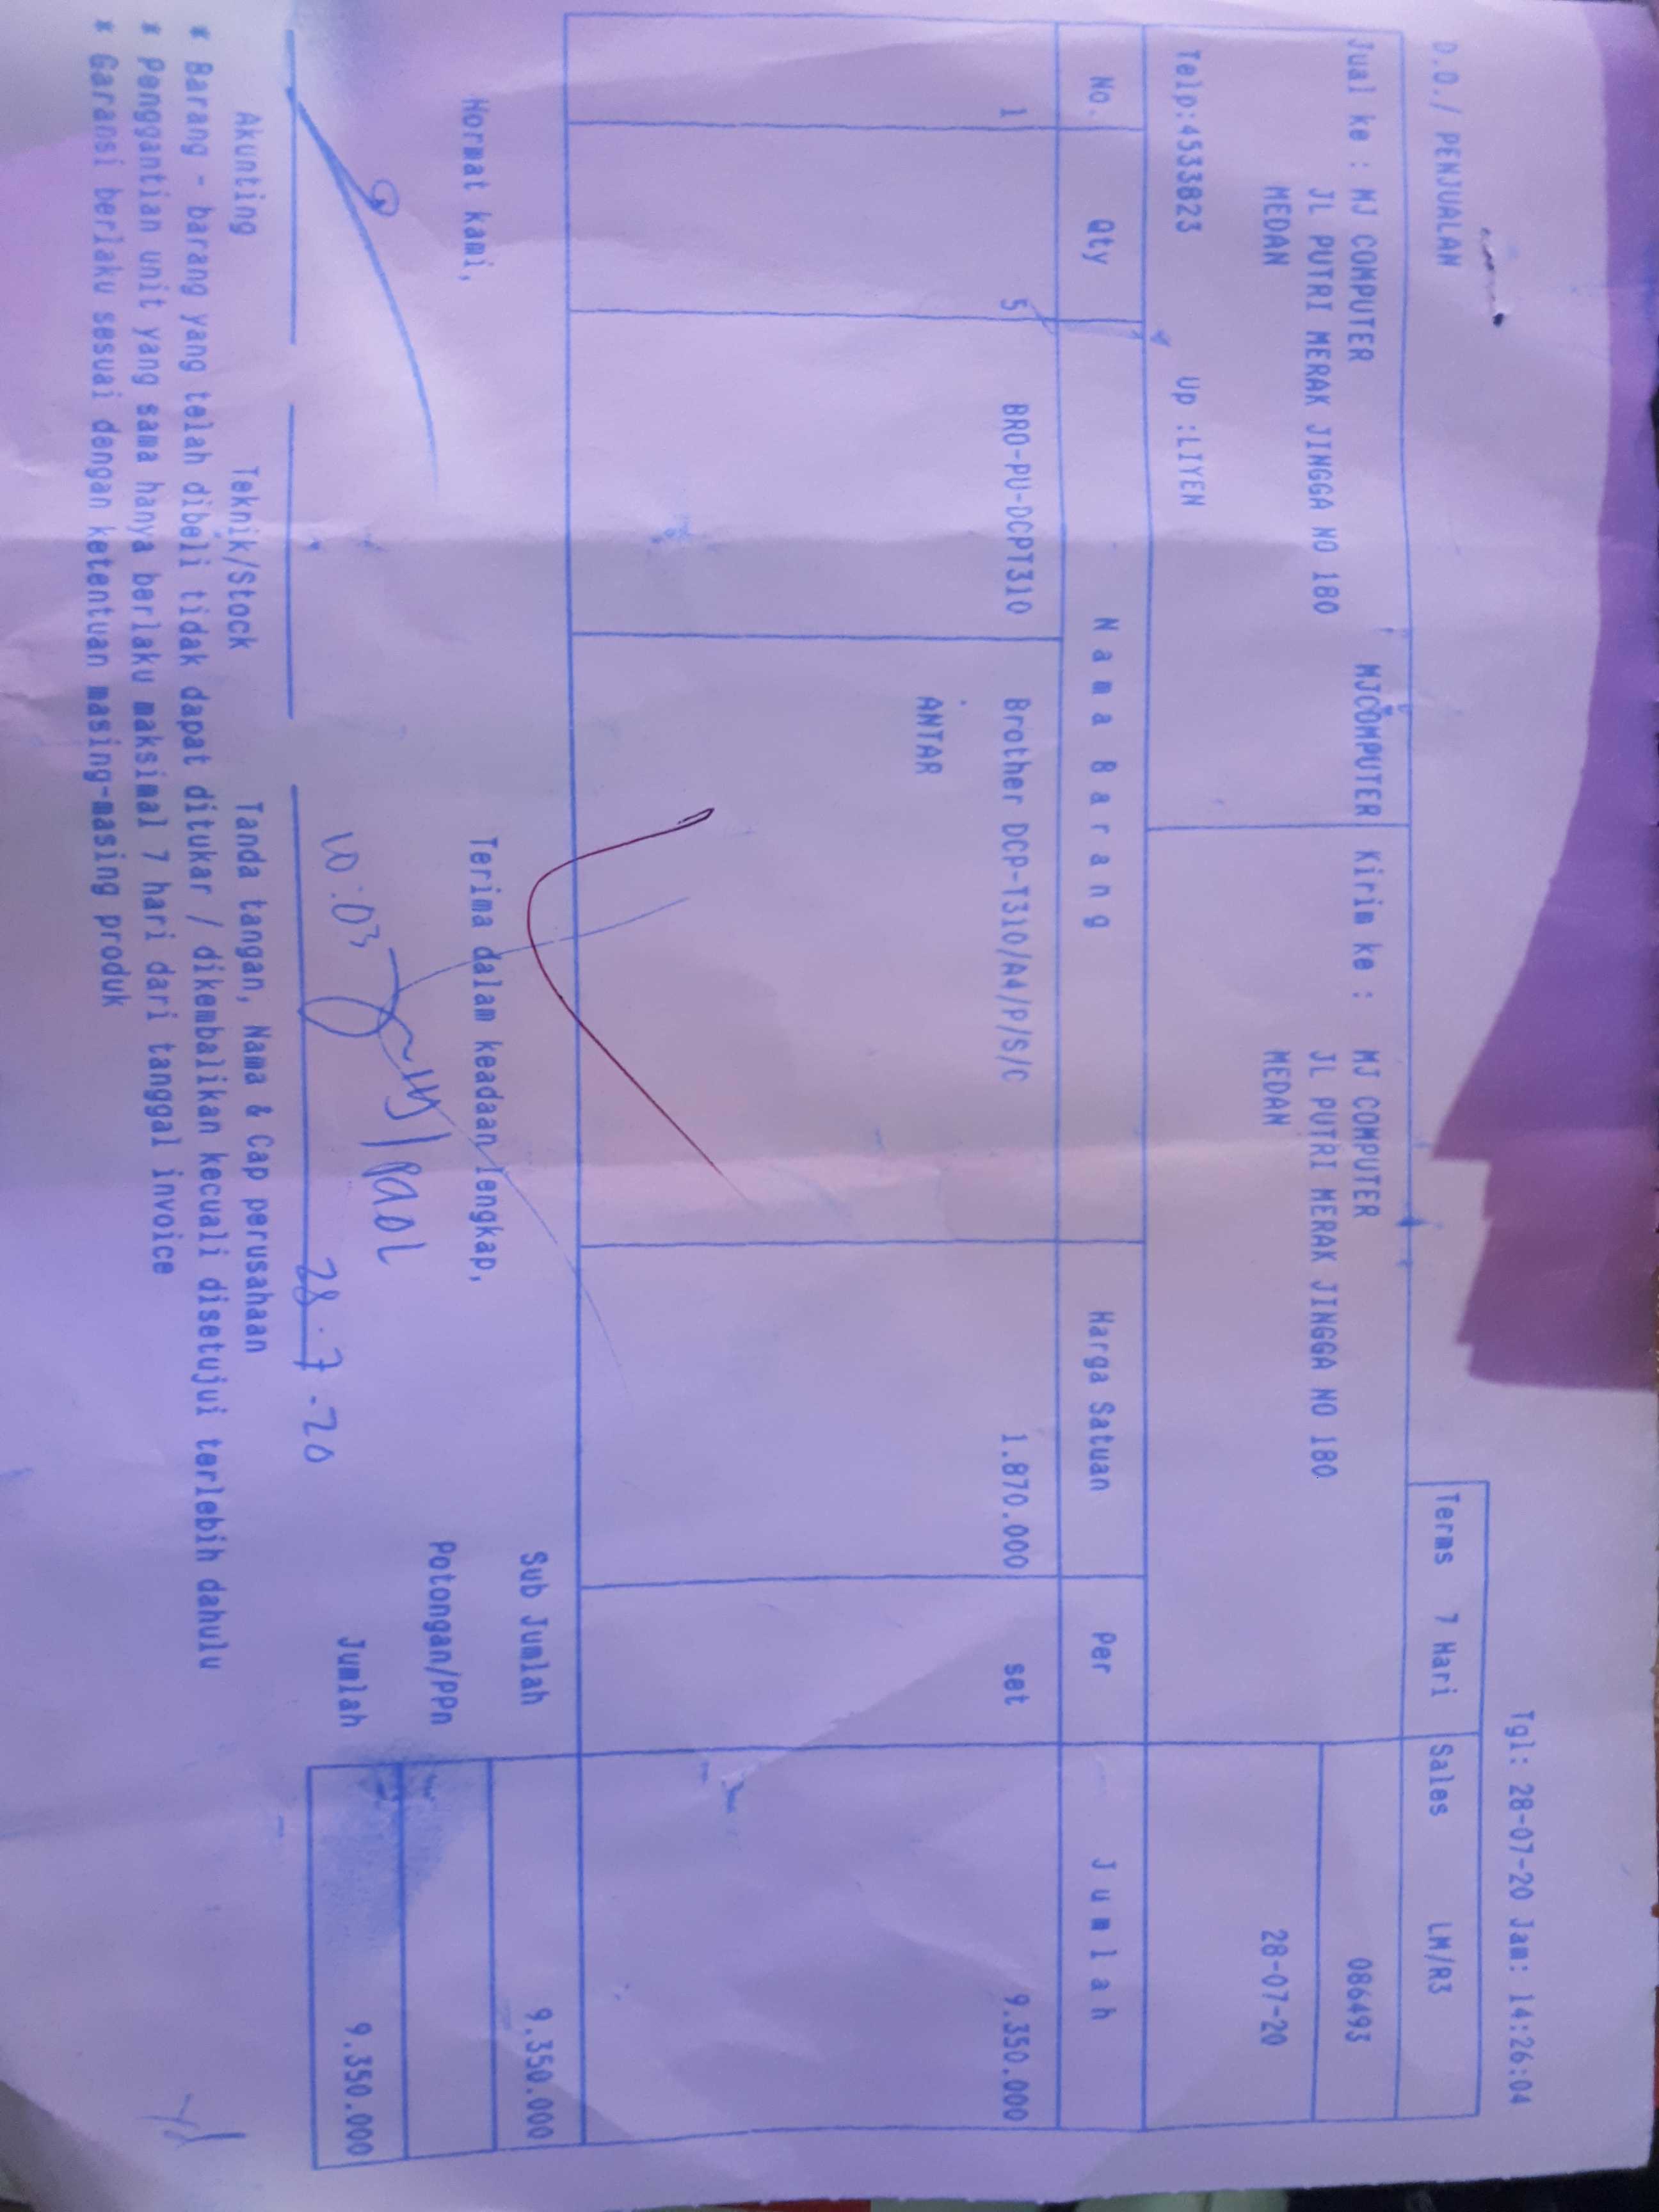 Tgl: 28-07-20 Jam: 14:26:04
D.O./ PENJUALAN
Terms 7 Hari Sales LM/R3
Jual ke : MJ COMPUTER MJCOMPUTER Kirim ke : MJ COMPUTER 086493
JL PUTRI MERAK JINGGA NO 180 JL PUTRI MERAK JINGGA NO 180
MEDAN MEDAN 28-07-20
Telp:4533823 Up :LIYEN
No. Qty Nama Barang Harga Satuan Per Jumlah
1 5 BRO-PU-DCPT310 Brother DCP-T310/A4/P/S/C 1.870.000 set 9.350.000
ANTAR
Sub Jumlah 9.350.000
Hormat kami, Terima dalam keadaan lengkap,
Potongan/PPn
Jumlah 9.350.000
10:03
28-7-20
Akunting Teknik/Stock Tanda tangan, Nama & Cap perusahaan
* Barang - barang yang telah dibeli tidak dapat ditukar / dikembalikan kecuali disetujui terlebih dahulu
* Penggantian unit yang sama hanya berlaku maksimal 7 hari dari tanggal invoice
* Garansi berlaku sesuai dengan ketentuan masing-masing produk